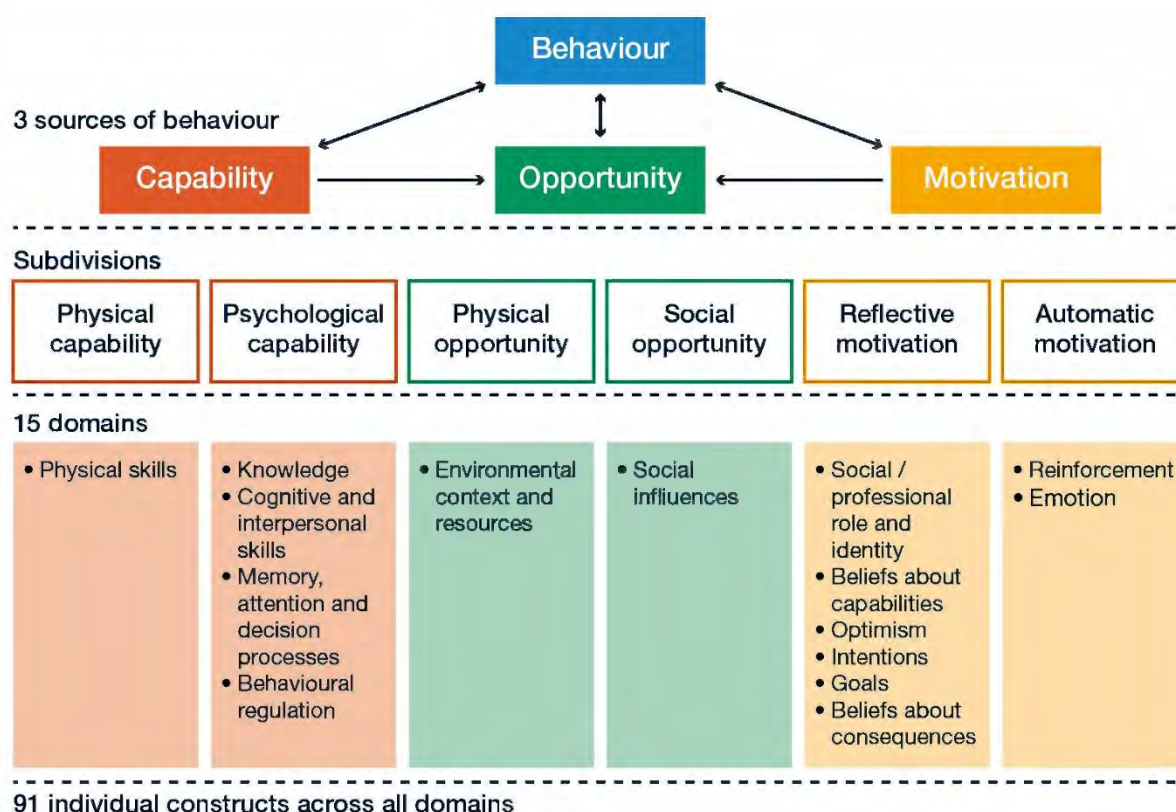 Behaviour
3 sources of behaviour
Capability
Opportunity
Motivation
Subdivisions
Physical
capability
Psychological
capability
Physical
opportunity
Social
opportunity
Reflective
motivation
Automatic
motivation
15 domains
• Physical skills
• Knowledge
• Cognitive and
interpersonal
skills
• Memory,
attention and
decision
processes
• Behavioural
regulation
• Environmental
context and
resources
• Social
influences
• Social /
professional
role and
identity
• Beliefs about
capabilities
• Optimism
• Intentions
• Goals
• Beliefs about
consequences
• Reinforcement
• Emotion
91 individual constructs across all domains